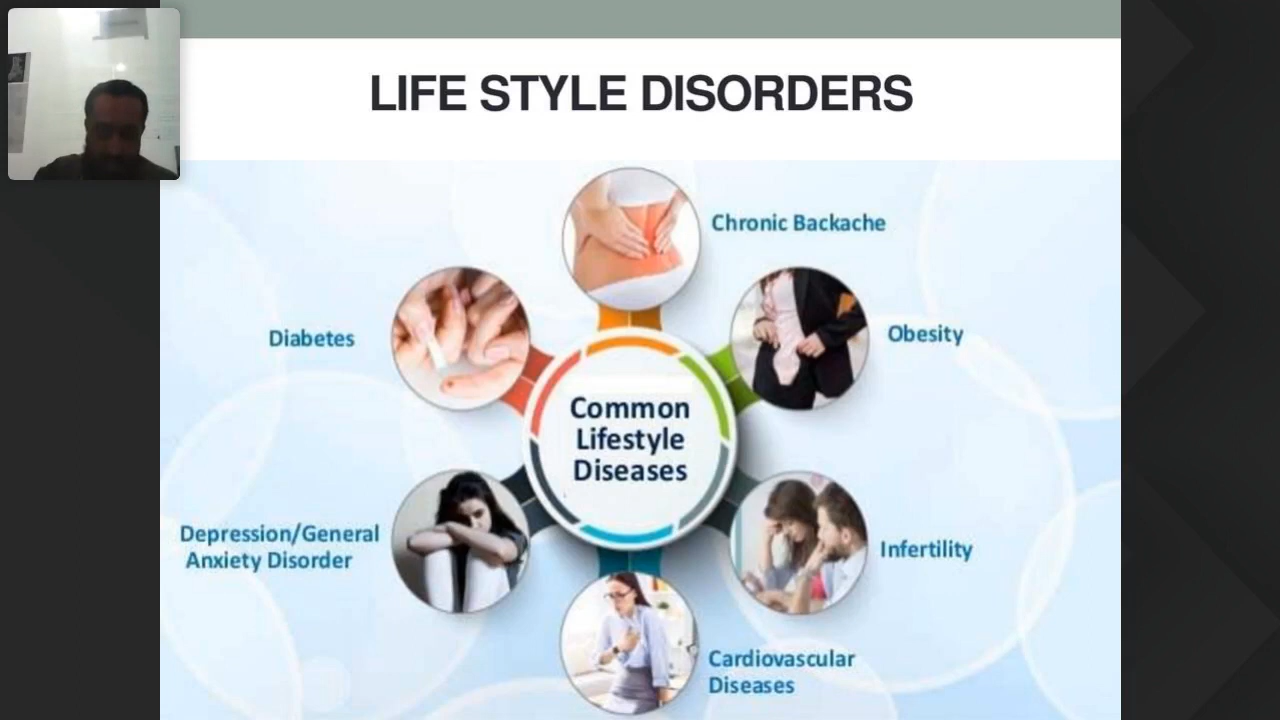 LIFE STYLE DISORDERS
Chronic Backache
Diabetes
Obesity
Common
Lifestyle
Diseases
Depression/General
Anxiety Disorder
Infertility
Cardiovascular
Diseases